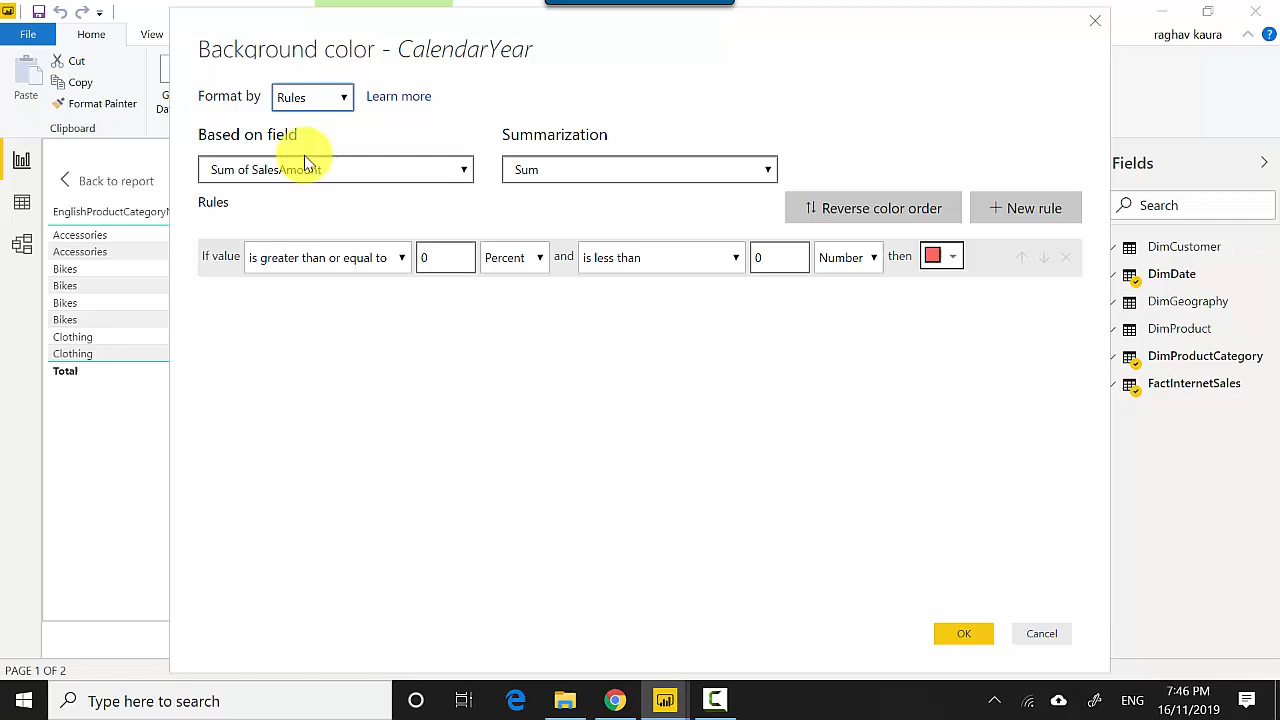 File
Home
View
raghav kaura
Paste
Cut
Copy
Format Painter
Clipboard
Back to report
EnglishProductCategoryN
Accessories
Accessories
Bikes
Bikes
Bikes
Bikes
Clothing
Clothing
Total
Background color - CalendarYear
Format by
Rules
Learn more
Based on field
Summarization
Sum of SalesAmount
Sum
Rules
Reverse color order
New rule
If value
is greater than or equal to
0
Percent
and
is less than
0
Number
then
OK
Cancel
Fields
Search
DimCustomer
DimDate
DimGeography
DimProduct
DimProductCategory
FactInternetSales
PAGE 1 OF 2
Type here to search
ENG
7:46 PM
16/11/2019